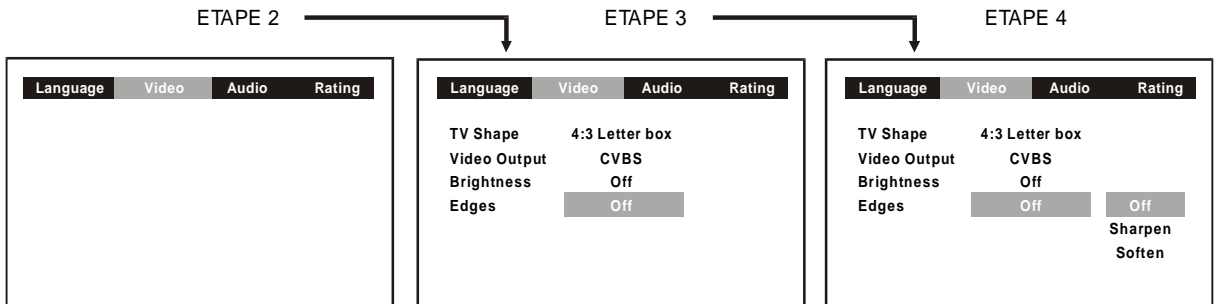 ETAPE 2
ETAPE 3
ETAPE 4
Language Video Audio Rating
Language Video Audio Rating
TV Shape 4:3 Letter box
Video Output CVBS
Brightness Off
Edges Off
Language Video Audio Rating
TV Shape 4:3 Letter box
Video Output CVBS
Brightness Off
Edges Off Off
Sharpen
Soften